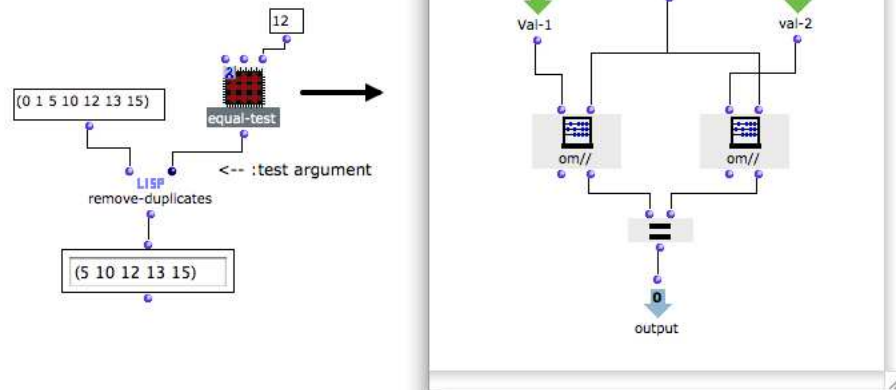 12
(0 1 5 10 12 13 15)
equal-test
<-- :test argument
LISP
remove-duplicates
(5 10 12 13 15)
Val-1
val-2
om//
om//
=
0
output